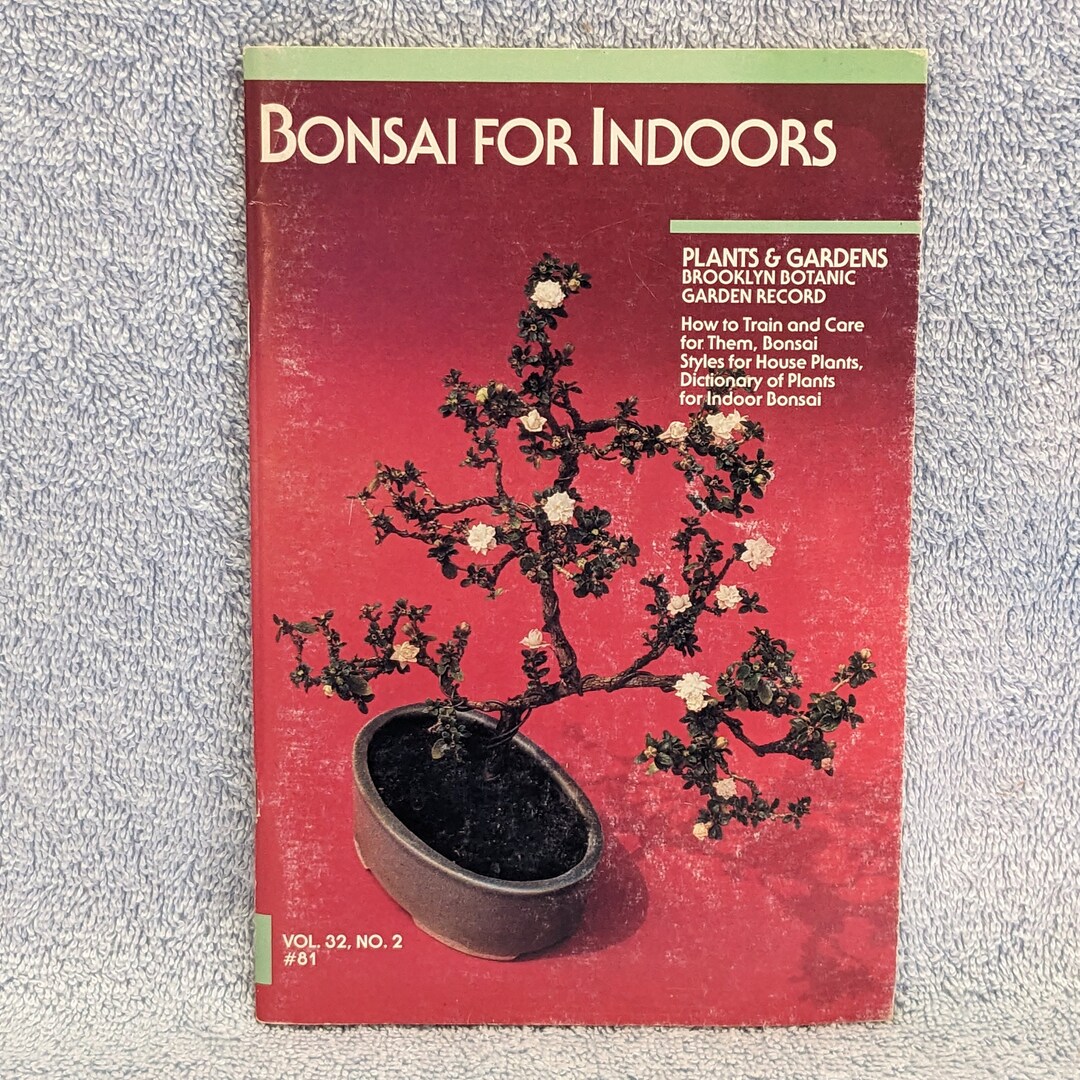 BONSAI FOR INDOORS
PLANTS & GARDENS
BROOKLYN BOTANIC
GARDEN RECORD
How to Train and Care
for Them, Bonsai
Styles for House Plants,
Dictionary of Plants
for Indoor Bonsai
VOL. 32, NO. 2
#81